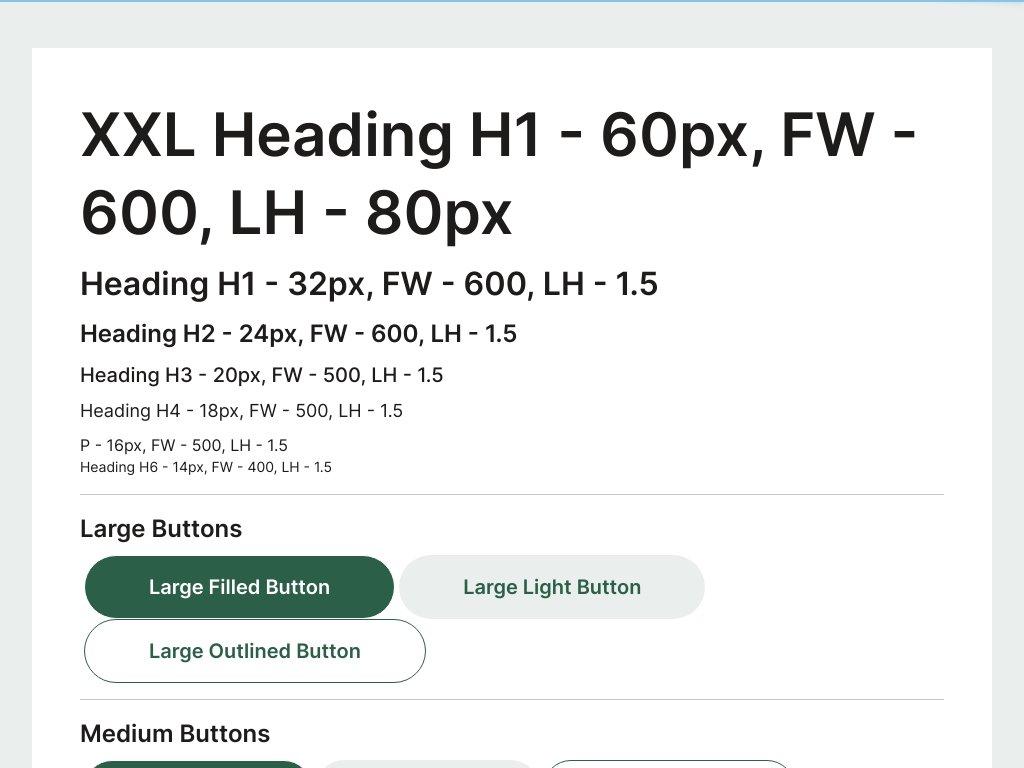 XXL Heading H1 - 60px, FW -
600, LH - 80px
Heading H1 - 32px, FW - 600, LH - 1.5
Heading H2 - 24px, FW - 600, LH - 1.5
Heading H3 - 20px, FW - 500, LH - 1.5
Heading H4 - 18px, FW - 500, LH - 1.5
P - 16px, FW - 500, LH - 1.5
Heading H6 - 14px, FW - 400, LH - 1.5
Large Buttons
Large Filled Button
Large Light Button
Large Outlined Button
Medium Buttons